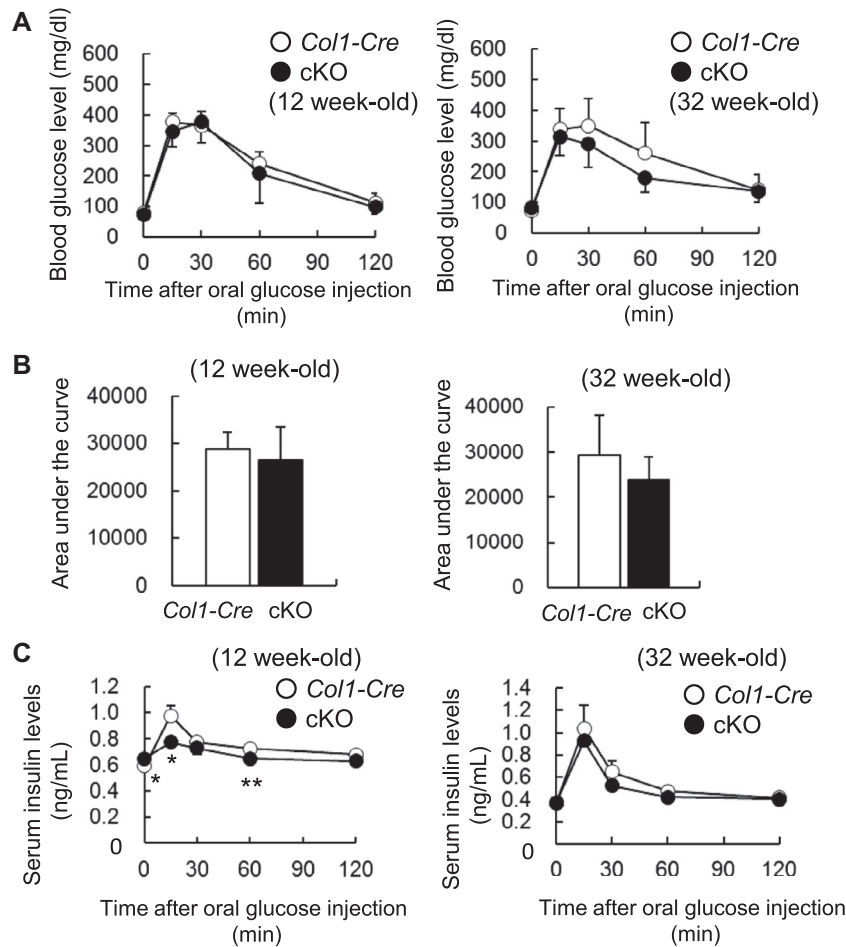 A
Blood glucose level (mg/dl)
600
500
400
300
200
100
0
Col1-Cre
cKO
(12 week-old)
0 30 60 90 120
Time after oral glucose injection
(min)
Blood glucose level (mg/dl)
600
500
400
300
200
100
0
Col1-Cre
cKO
(32 week-old)
0 30 60 90 120
Time after oral glucose injection
(min)
B
(12 week-old)
Area under the curve
40000
30000
20000
10000
0
Col1-Cre cKO
(32 week-old)
Area under the curve
40000
30000
20000
10000
0
Col1-Cre cKO
C
(12 week-old)
Serum insulin levels
(ng/mL)
1.2
1.0
0.8
0.6
0.4
0.2
0
Col1-Cre
cKO
* * **
0 30 60 90 120
Time after oral glucose injection
(min)
(32 week-old)
Serum insulin levels
(ng/mL)
1.4
1.2
1.0
0.8
0.6
0.4
0.2
0
Col1-Cre
cKO
0 30 60 90 120
Time after oral glucose injection
(min)